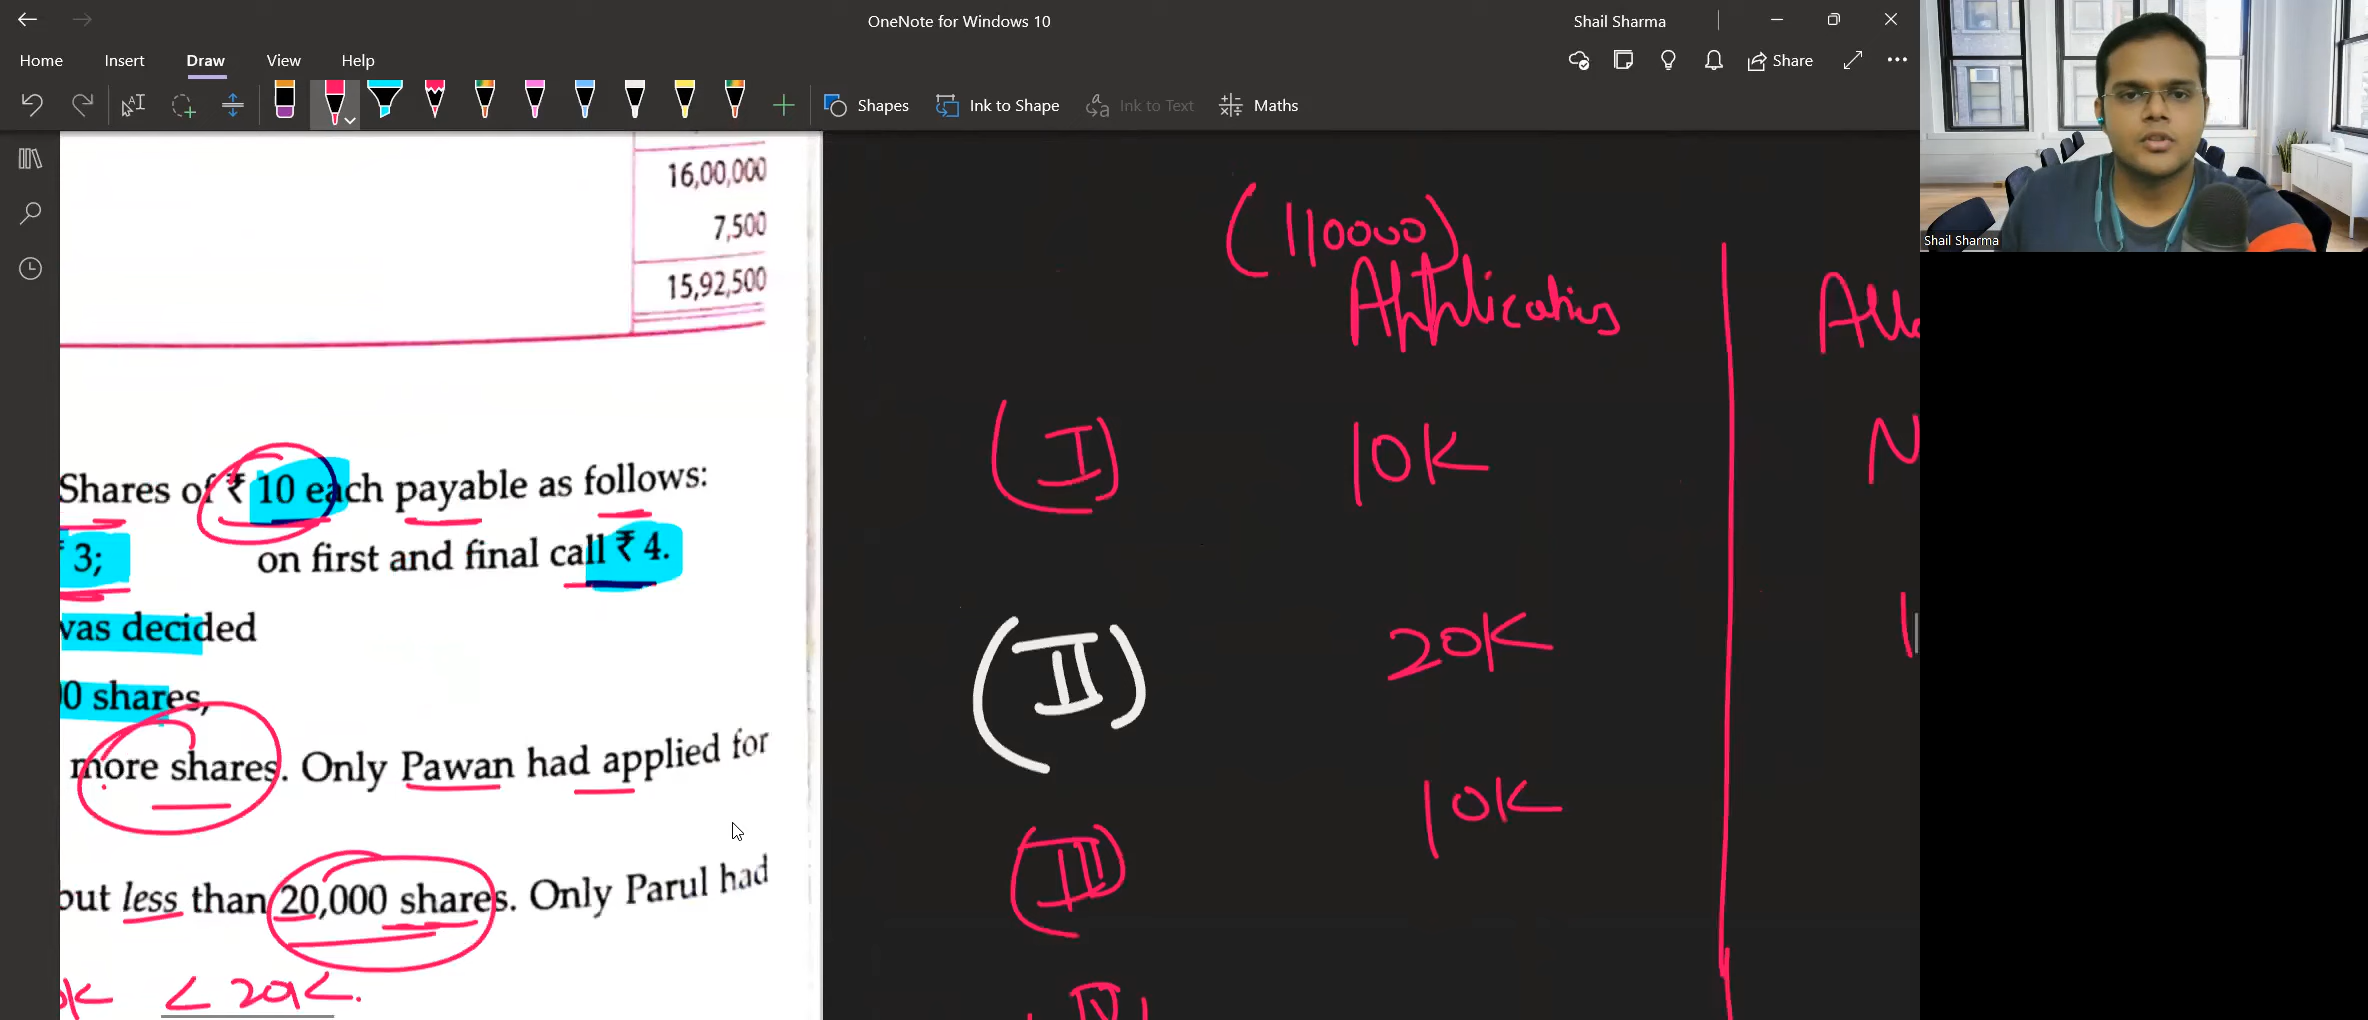 OneNote for Windows 10
Shail Sharma
Home
Insert
Draw
View
Help
Share
Shapes
Ink to Shape
Ink to Text
Maths
16,00,000
7,500
15,92,500
Shares of ₹ 10 each payable as follows:
3;
on first and final call ₹ 4.
was decided
0 shares,
more shares. Only Pawan had applied for
but less than 20,000 shares. Only Parul had
< 20K.
(110000)
Applications
(I)
10K
(II)
20K
10K
(III)
IV
Shail Sharma